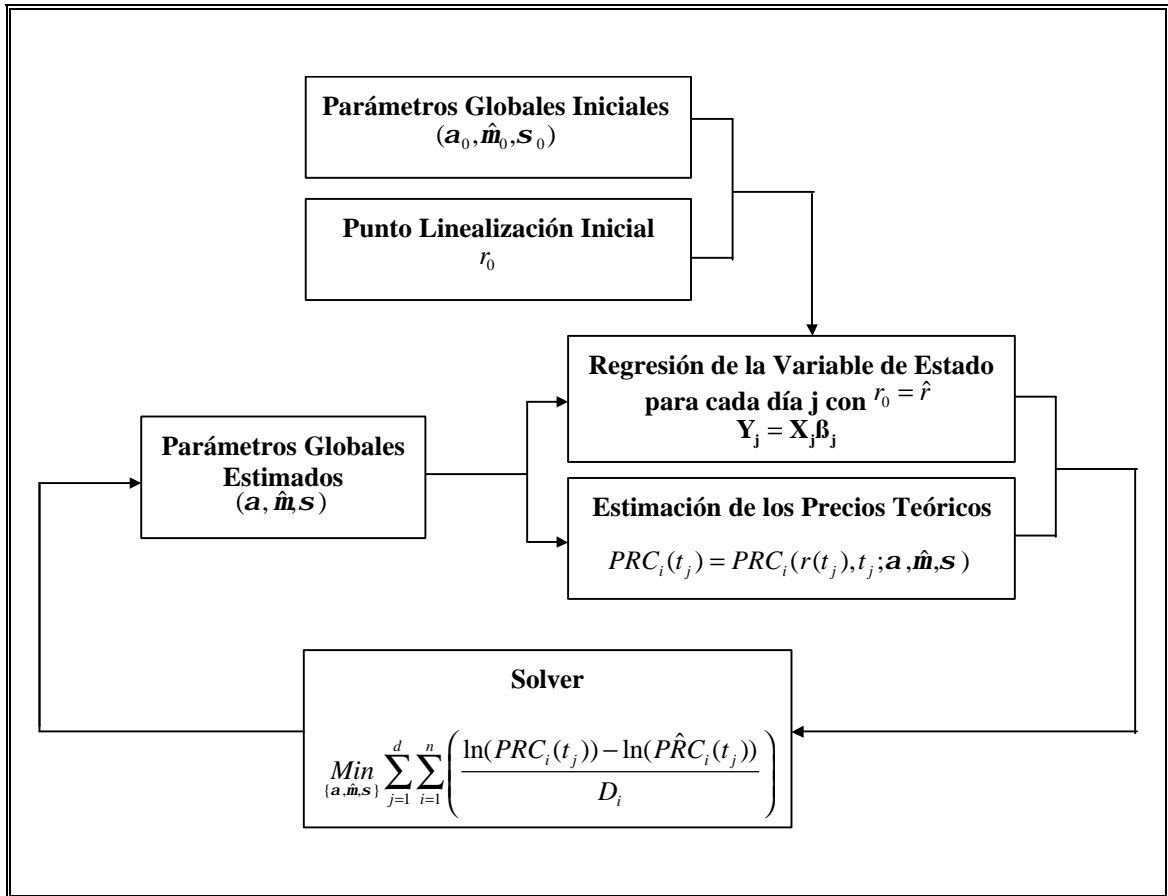 Parámetros Globales Iniciales
(a₀, m̂₀, s₀)
Punto Linealización Inicial
r₀
Regresión de la Variable de Estado
para cada día j con r₀ = r̂
Yⱼ = Xⱼßⱼ
Parámetros Globales
Estimados
(a, m̂, s)
Estimación de los Precios Teóricos
PRCᵢ(tⱼ) = PRCᵢ(r(tⱼ), tⱼ; a, m̂, s)
Solver
Min {a, m̂, s} ∑ j=1 d ∑ i=1 n ( ln(PRCᵢ(tⱼ)) − ln(PR̂Cᵢ(tⱼ)) / Dᵢ )